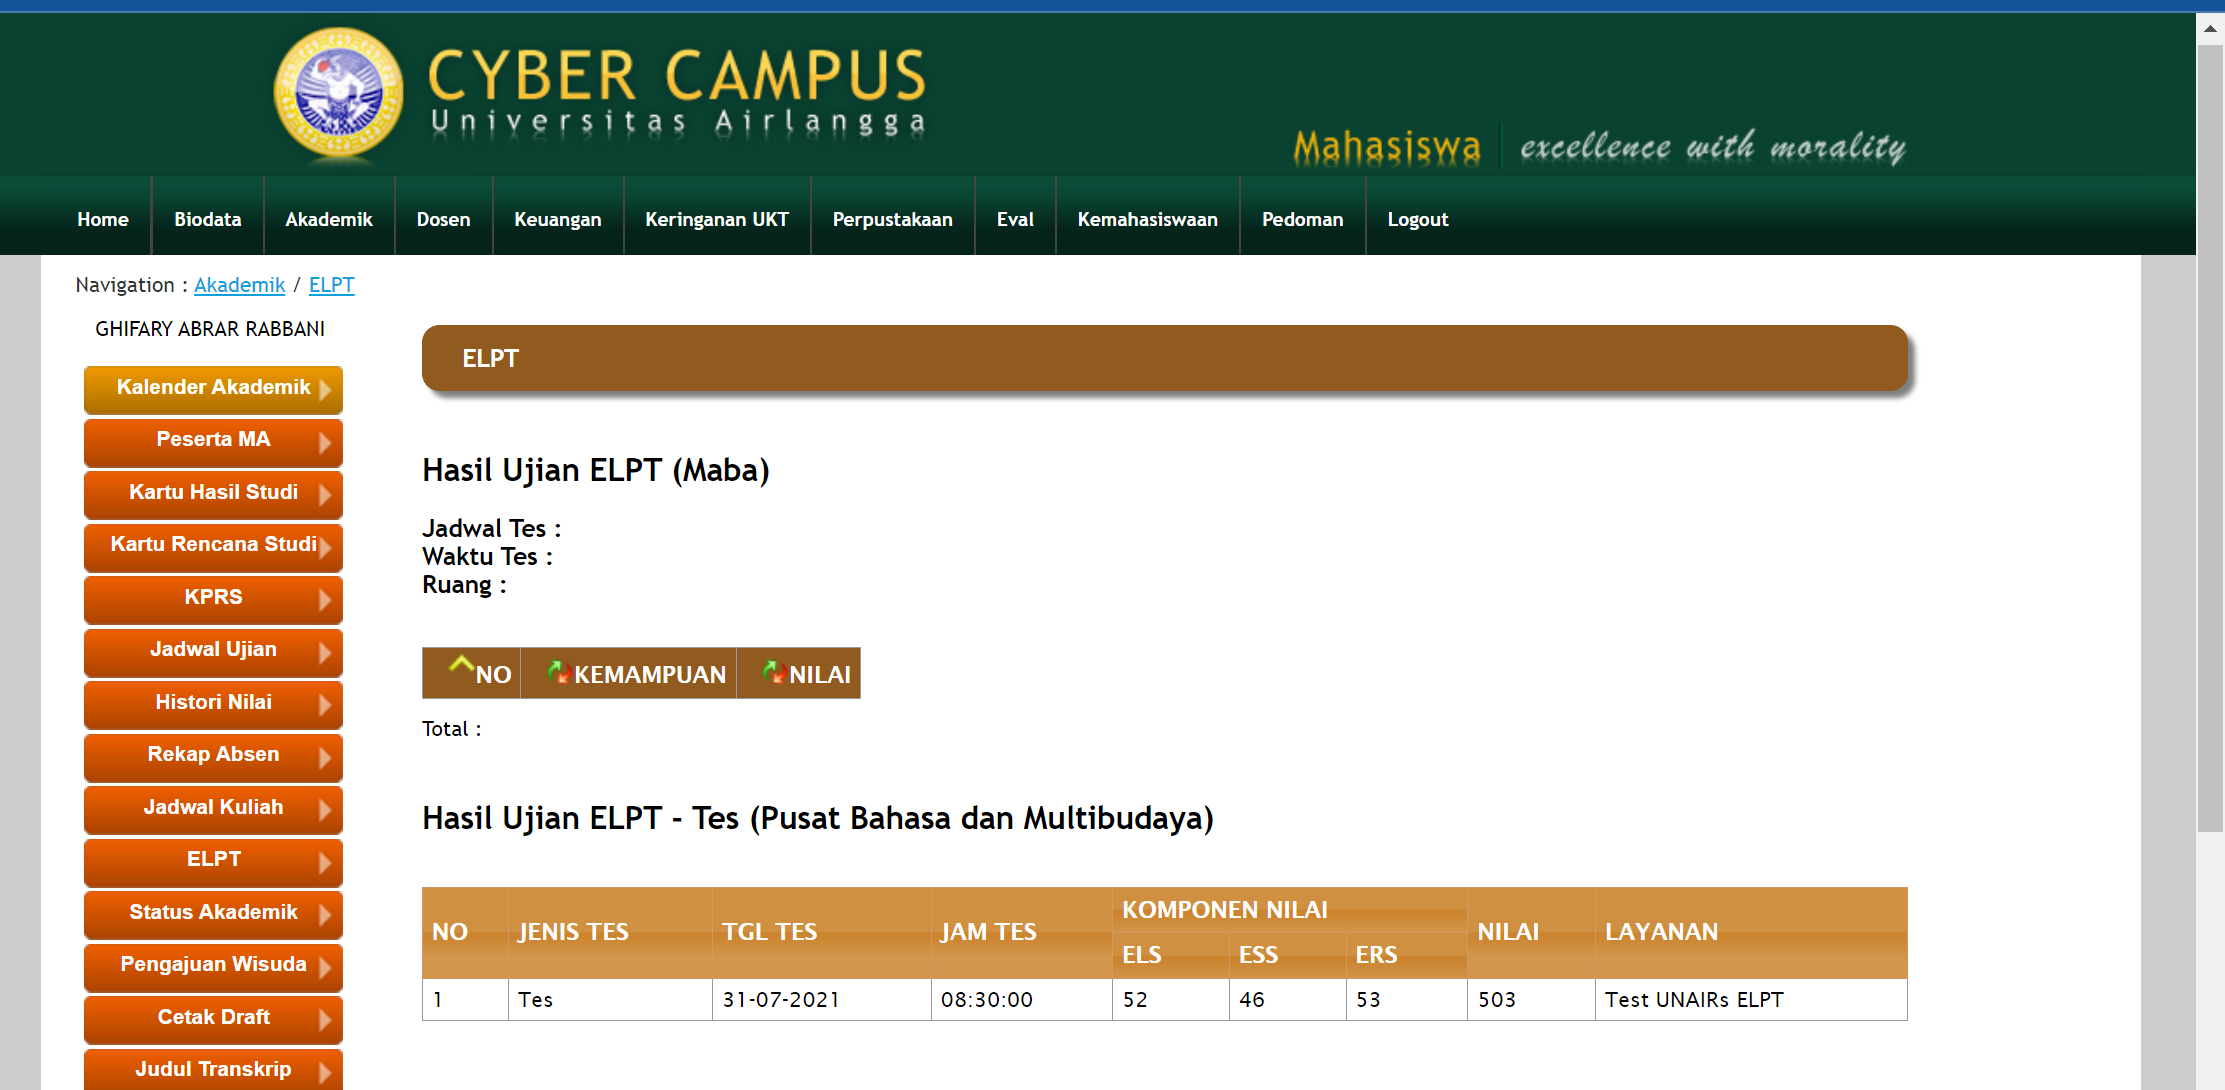 CYBER CAMPUS
Universitas Airlangga
Mahasiswa excellence with morality
Home Biodata Akademik Dosen Keuangan Keringanan UKT Perpustakaan Eval Kemahasiswaan Pedoman Logout
Navigation : Akademik / ELPT
GHIFARY ABRAR RABBANI
Kalender Akademik
Peserta MA
Kartu Hasil Studi
Kartu Rencana Studi
KPRS
Jadwal Ujian
Histori Nilai
Rekap Absen
Jadwal Kuliah
ELPT
Status Akademik
Pengajuan Wisuda
Cetak Draft
Judul Transkrip
ELPT
Hasil Ujian ELPT (Maba)
Jadwal Tes :
Waktu Tes :
Ruang :
NO KEMAMPUAN NILAI
Total :
Hasil Ujian ELPT - Tes (Pusat Bahasa dan Multibudaya)
NO JENIS TES TGL TES JAM TES KOMPONEN NILAI NILAI LAYANAN
ELS ESS ERS
1 Tes 31-07-2021 08:30:00 52 46 53 503 Test UNAIRs ELPT